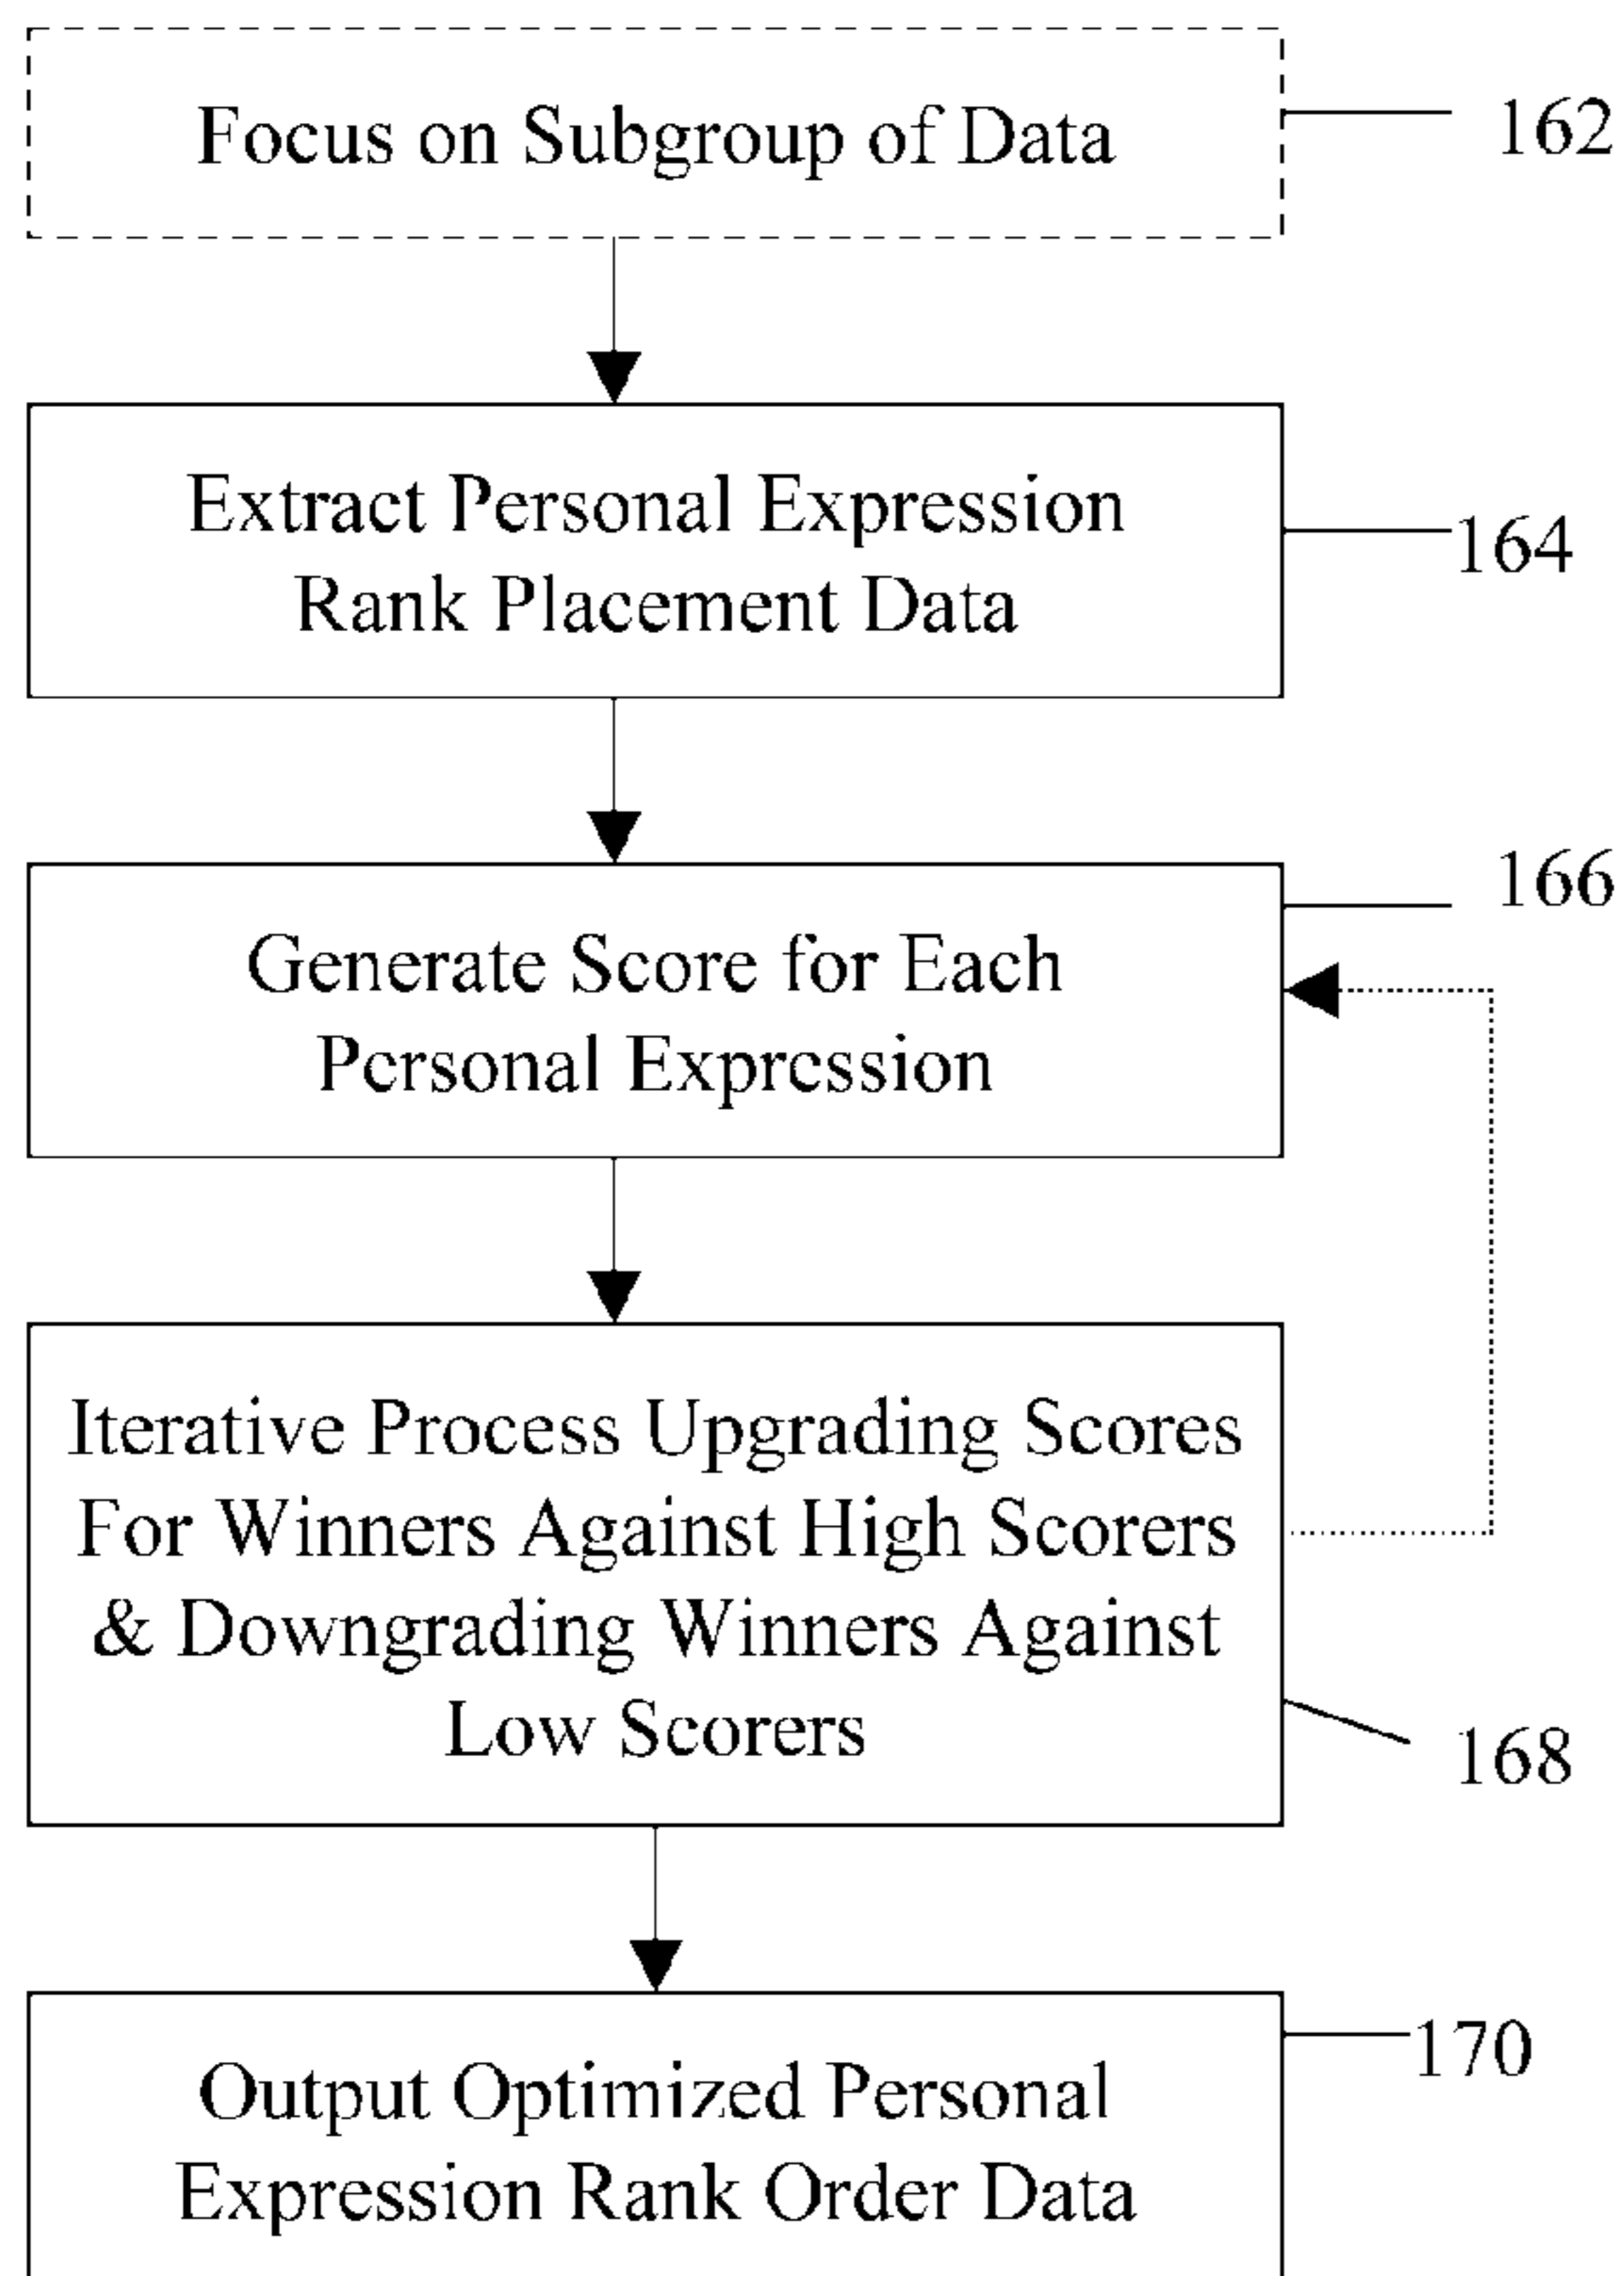 Focus on Subgroup of Data
162
Extract Personal Expression
Rank Placement Data
164
166
Generate Score for Each
Personal Expression
Iterative Process Upgrading Scores
For Winners Against High Scorers
& Downgrading Winners Against
Low Scorers
168
170
Output Optimized Personal
Expression Rank Order Data